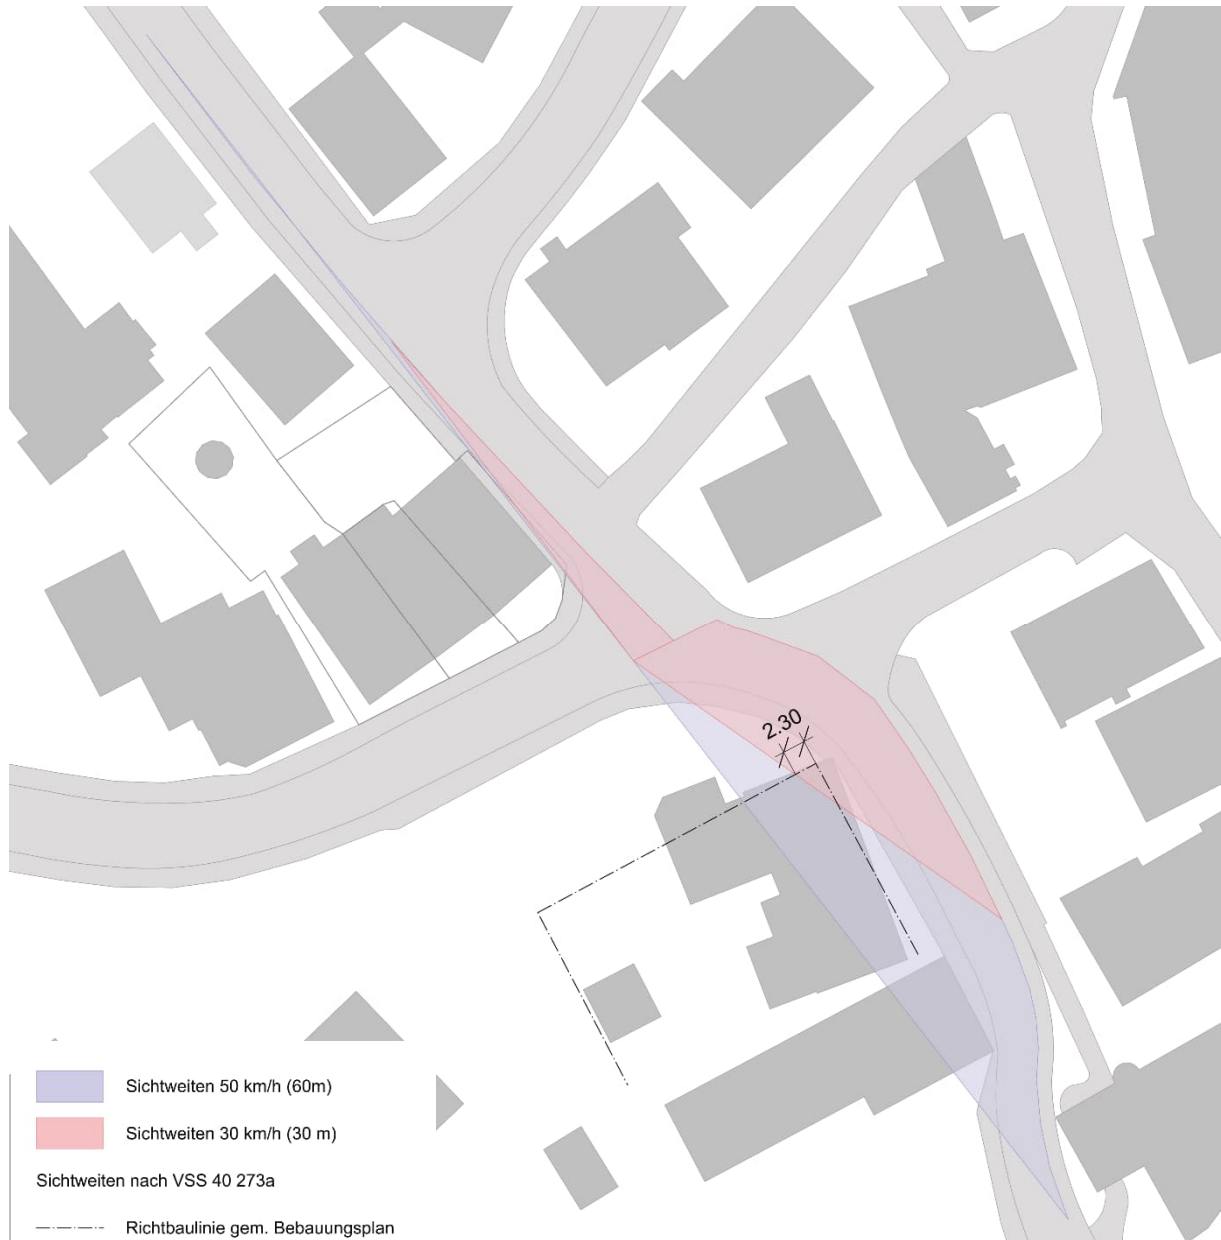 2.30
Sichtweiten 50 km/h (60m)
Sichtweiten 30 km/h (30 m)
Sichtweiten nach VSS 40 273a
Richtbaulinie gem. Bebauungsplan